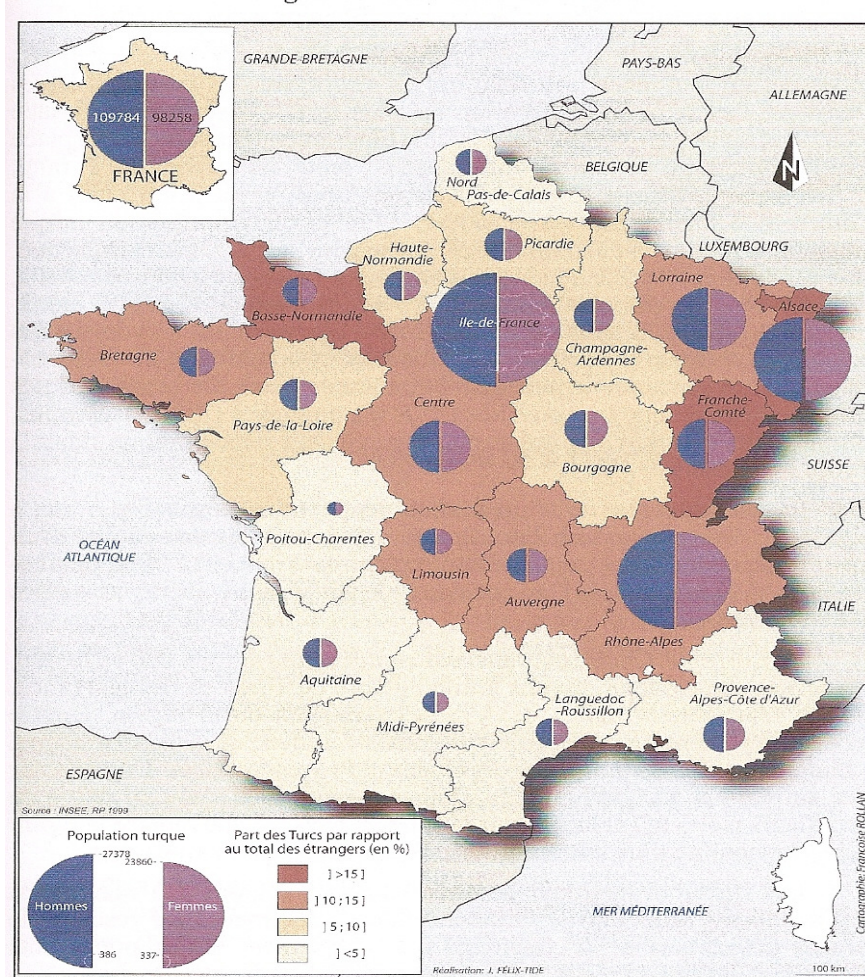 GRANDE-BRETAGNE
PAYS-BAS
ALLEMAGNE
109784
98258
FRANCE
BELGIQUE
N
Nord
Pas-de-Calais
LUXEMBOURG
Haute-
Normandie
Picardie
Lorraine
Alsace
Basse-Normandie
Ile-de-France
Champagne-
Ardennes
Bretagne
Centre
Franche-
Comté
Pays-de-la-Loire
Bourgogne
SUISSE
Poitou-Charentes
OCÉAN
ATLANTIQUE
Limousin
Auvergne
ITALIE
Rhône-Alpes
Aquitaine
Languedoc
-Roussillon
Provence-
Alpes-Côte d'Azur
Midi-Pyrénées
ESPAGNE
Source : INSEE, RP 1999
Population turque
-27378
23860-
Hommes
Femmes
386
337-
Part des Turcs par rapport
au total des étrangers (en %)
] >15 ]
] 10 ; 15 ]
] 5 ; 10 ]
] <5 ]
MER MÉDITERRANÉE
Cartographie: Françoise ROLLAN
Réalisation: J. FÉLIX-TIDE
100 km